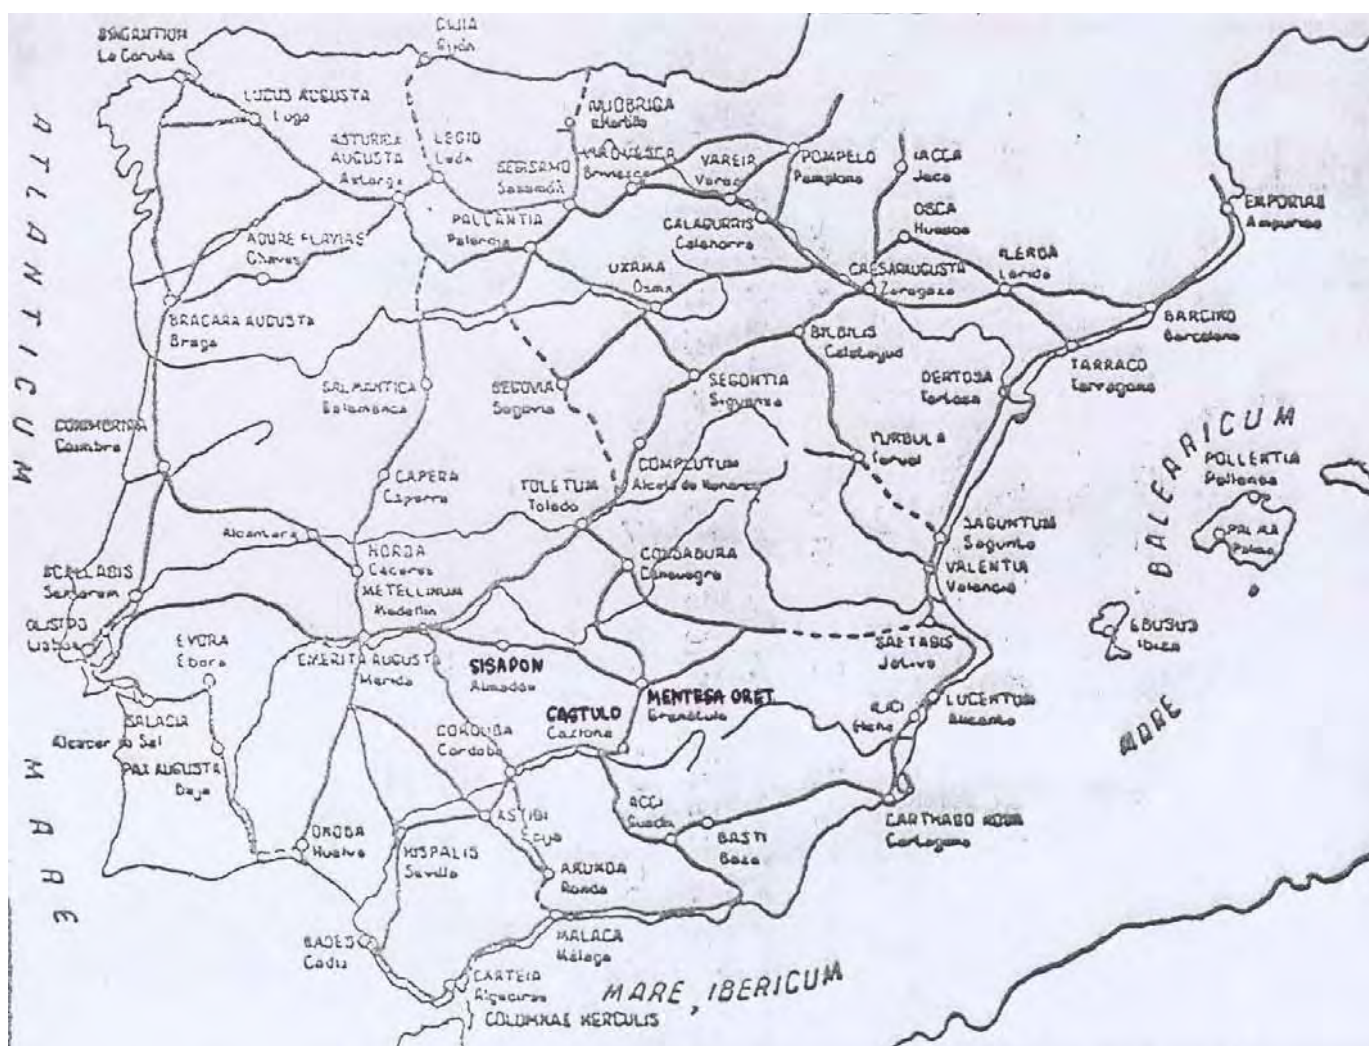 BRIGANTIUM
La Coruña
GIJIA
Gijón
LUCUS AUGUSTA
Lugo
ASTURICA
AUGUSTA
Astorga
LEGIO
León
SEGISAMO
Sasamón
VIROVESCA
Briviesca
VAREIA
Varea
POMPELO
Pamplona
IACCA
Jaca
OSCA
Huesca
EMPORIAE
Ampurias
PALLANTIA
Palencia
CALAGURRIS
Calahorra
AQUAE FLAVIAS
Chaves
UXAMA
Osma
CAESARAUGUSTA
Zaragoza
ILERDA
Lérida
BRACARA AUGUSTA
Braga
BARCINO
Barcelona
BILBILIS
Calatayud
TARRACO
Tarragona
SALMANTICA
Salamanca
SEGOVIA
Segovia
SEGONTIA
Siguenza
DERTOSA
Tortosa
ATLANTICUM
MARE
CONIMBRIGA
Coimbra
CAPERA
Caparra
TOLETUM
Toledo
COMPLUTUM
Alcalá de Henares
TURBULA
Teruel
MARE
BALEARICUM
POLLENTIA
Pollensa
PALMA
Palma
Alcantara
NORBA
Cáceres
CONSABURA
Consuegra
SAGUNTUM
Sagunto
VALENTIA
Valencia
SCALLABIS
Santarem
METELLINUM
Medellín
OLISIPO
Lisboa
EVORA
Ebora
EMERITA AUGUSTA
Mérida
SISAPON
Almadén
SAETABIS
Játiva
EBUSUS
Ibiza
MENTESA ORET
Granátula
SALACIA
Alcacer do Sal
CORDUBA
Cordoba
CASTULO
Cazlona
ILICI
Elche
LUCENTUM
Alicante
PAX AUGUSTA
Beja
ONOBA
Huelva
HISPALIS
Sevilla
ASTIGI
Ecija
ACCI
Guadix
BASTI
Baza
CARTHAGO NOVA
Cartagena
ARUNDA
Ronda
GADES
Cadiz
MALACA
Málaga
CARTEIA
Algeciras
COLUMNAE HERCULIS
MARE IBERICUM